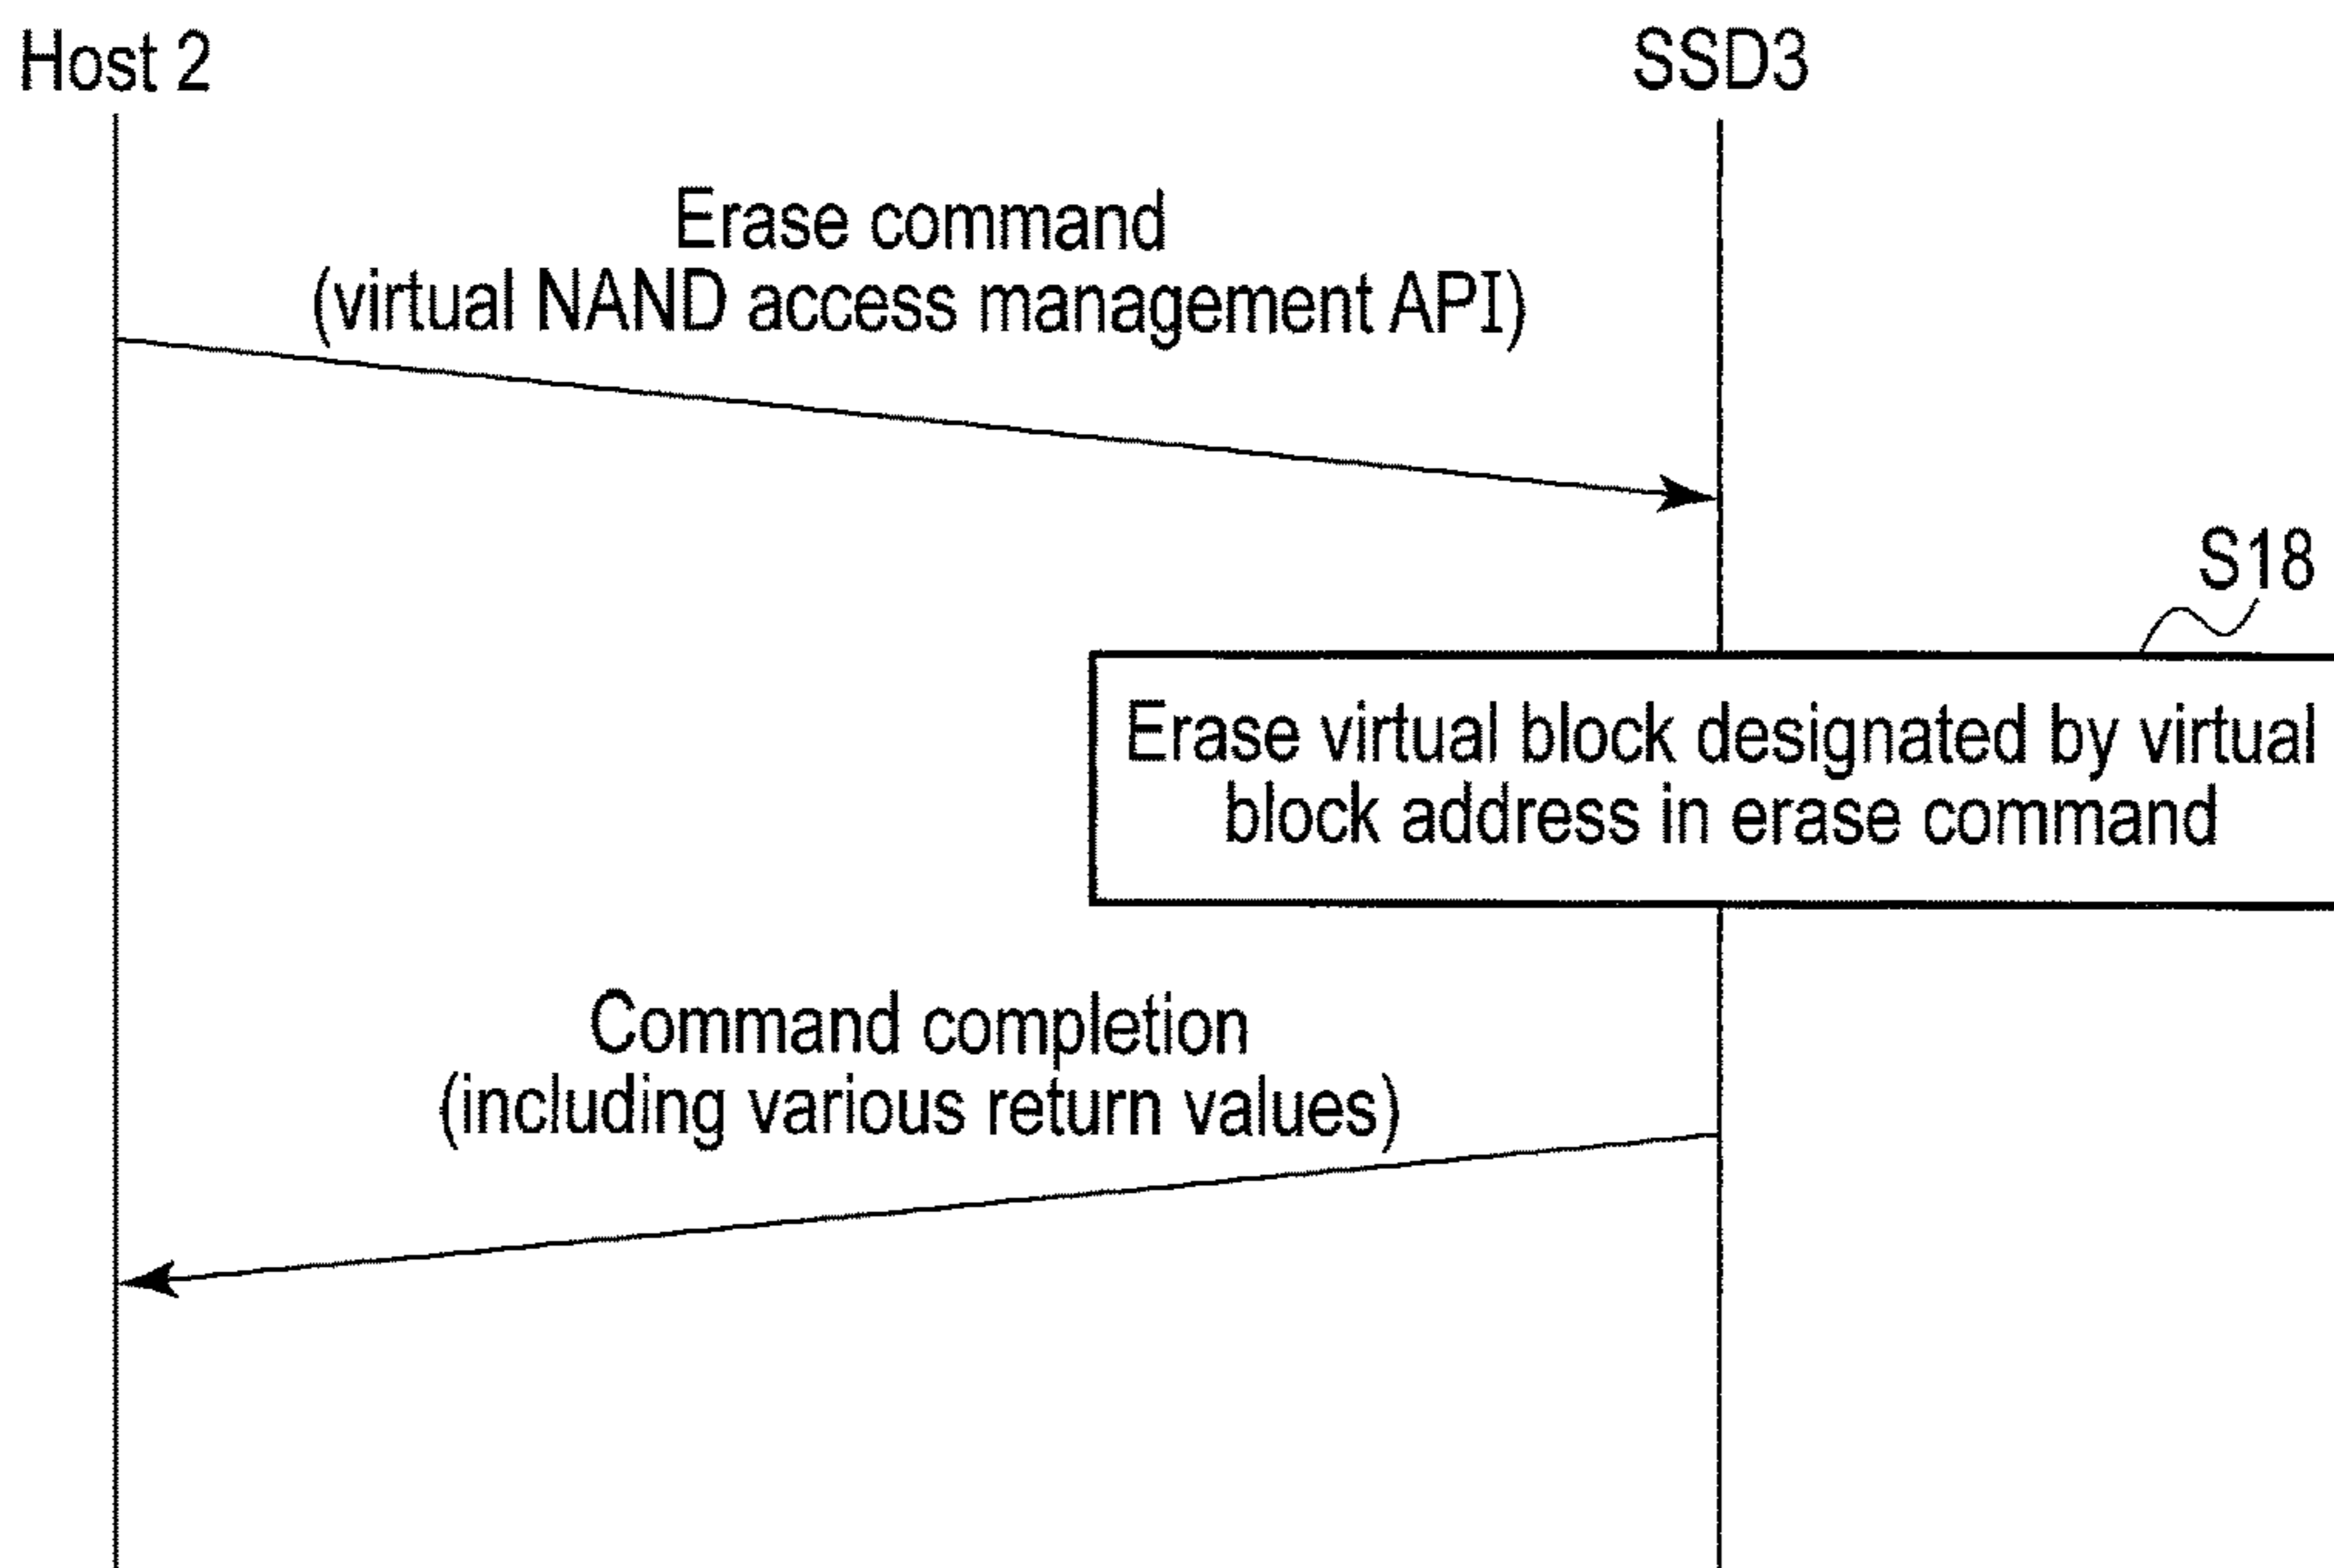 Host 2
SSD3
Erase command
(virtual NAND access management API)
S18
Erase virtual block designated by virtual
block address in erase command
Command completion
(including various return values)